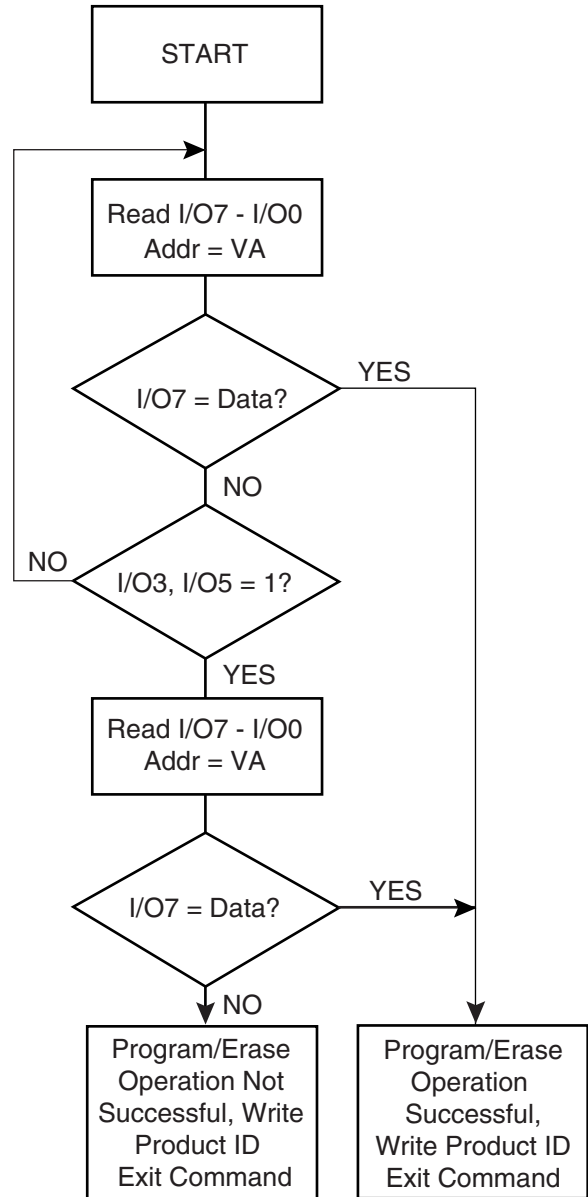 START
Read I/O7 - I/O0
Addr = VA
I/O7 = Data?
YES
NO
NO
I/O3, I/O5 = 1?
YES
Read I/O7 - I/O0
Addr = VA
I/O7 = Data?
YES
NO
Program/Erase
Operation Not
Successful, Write
Product ID
Exit Command
Program/Erase
Operation
Successful,
Write Product ID
Exit Command